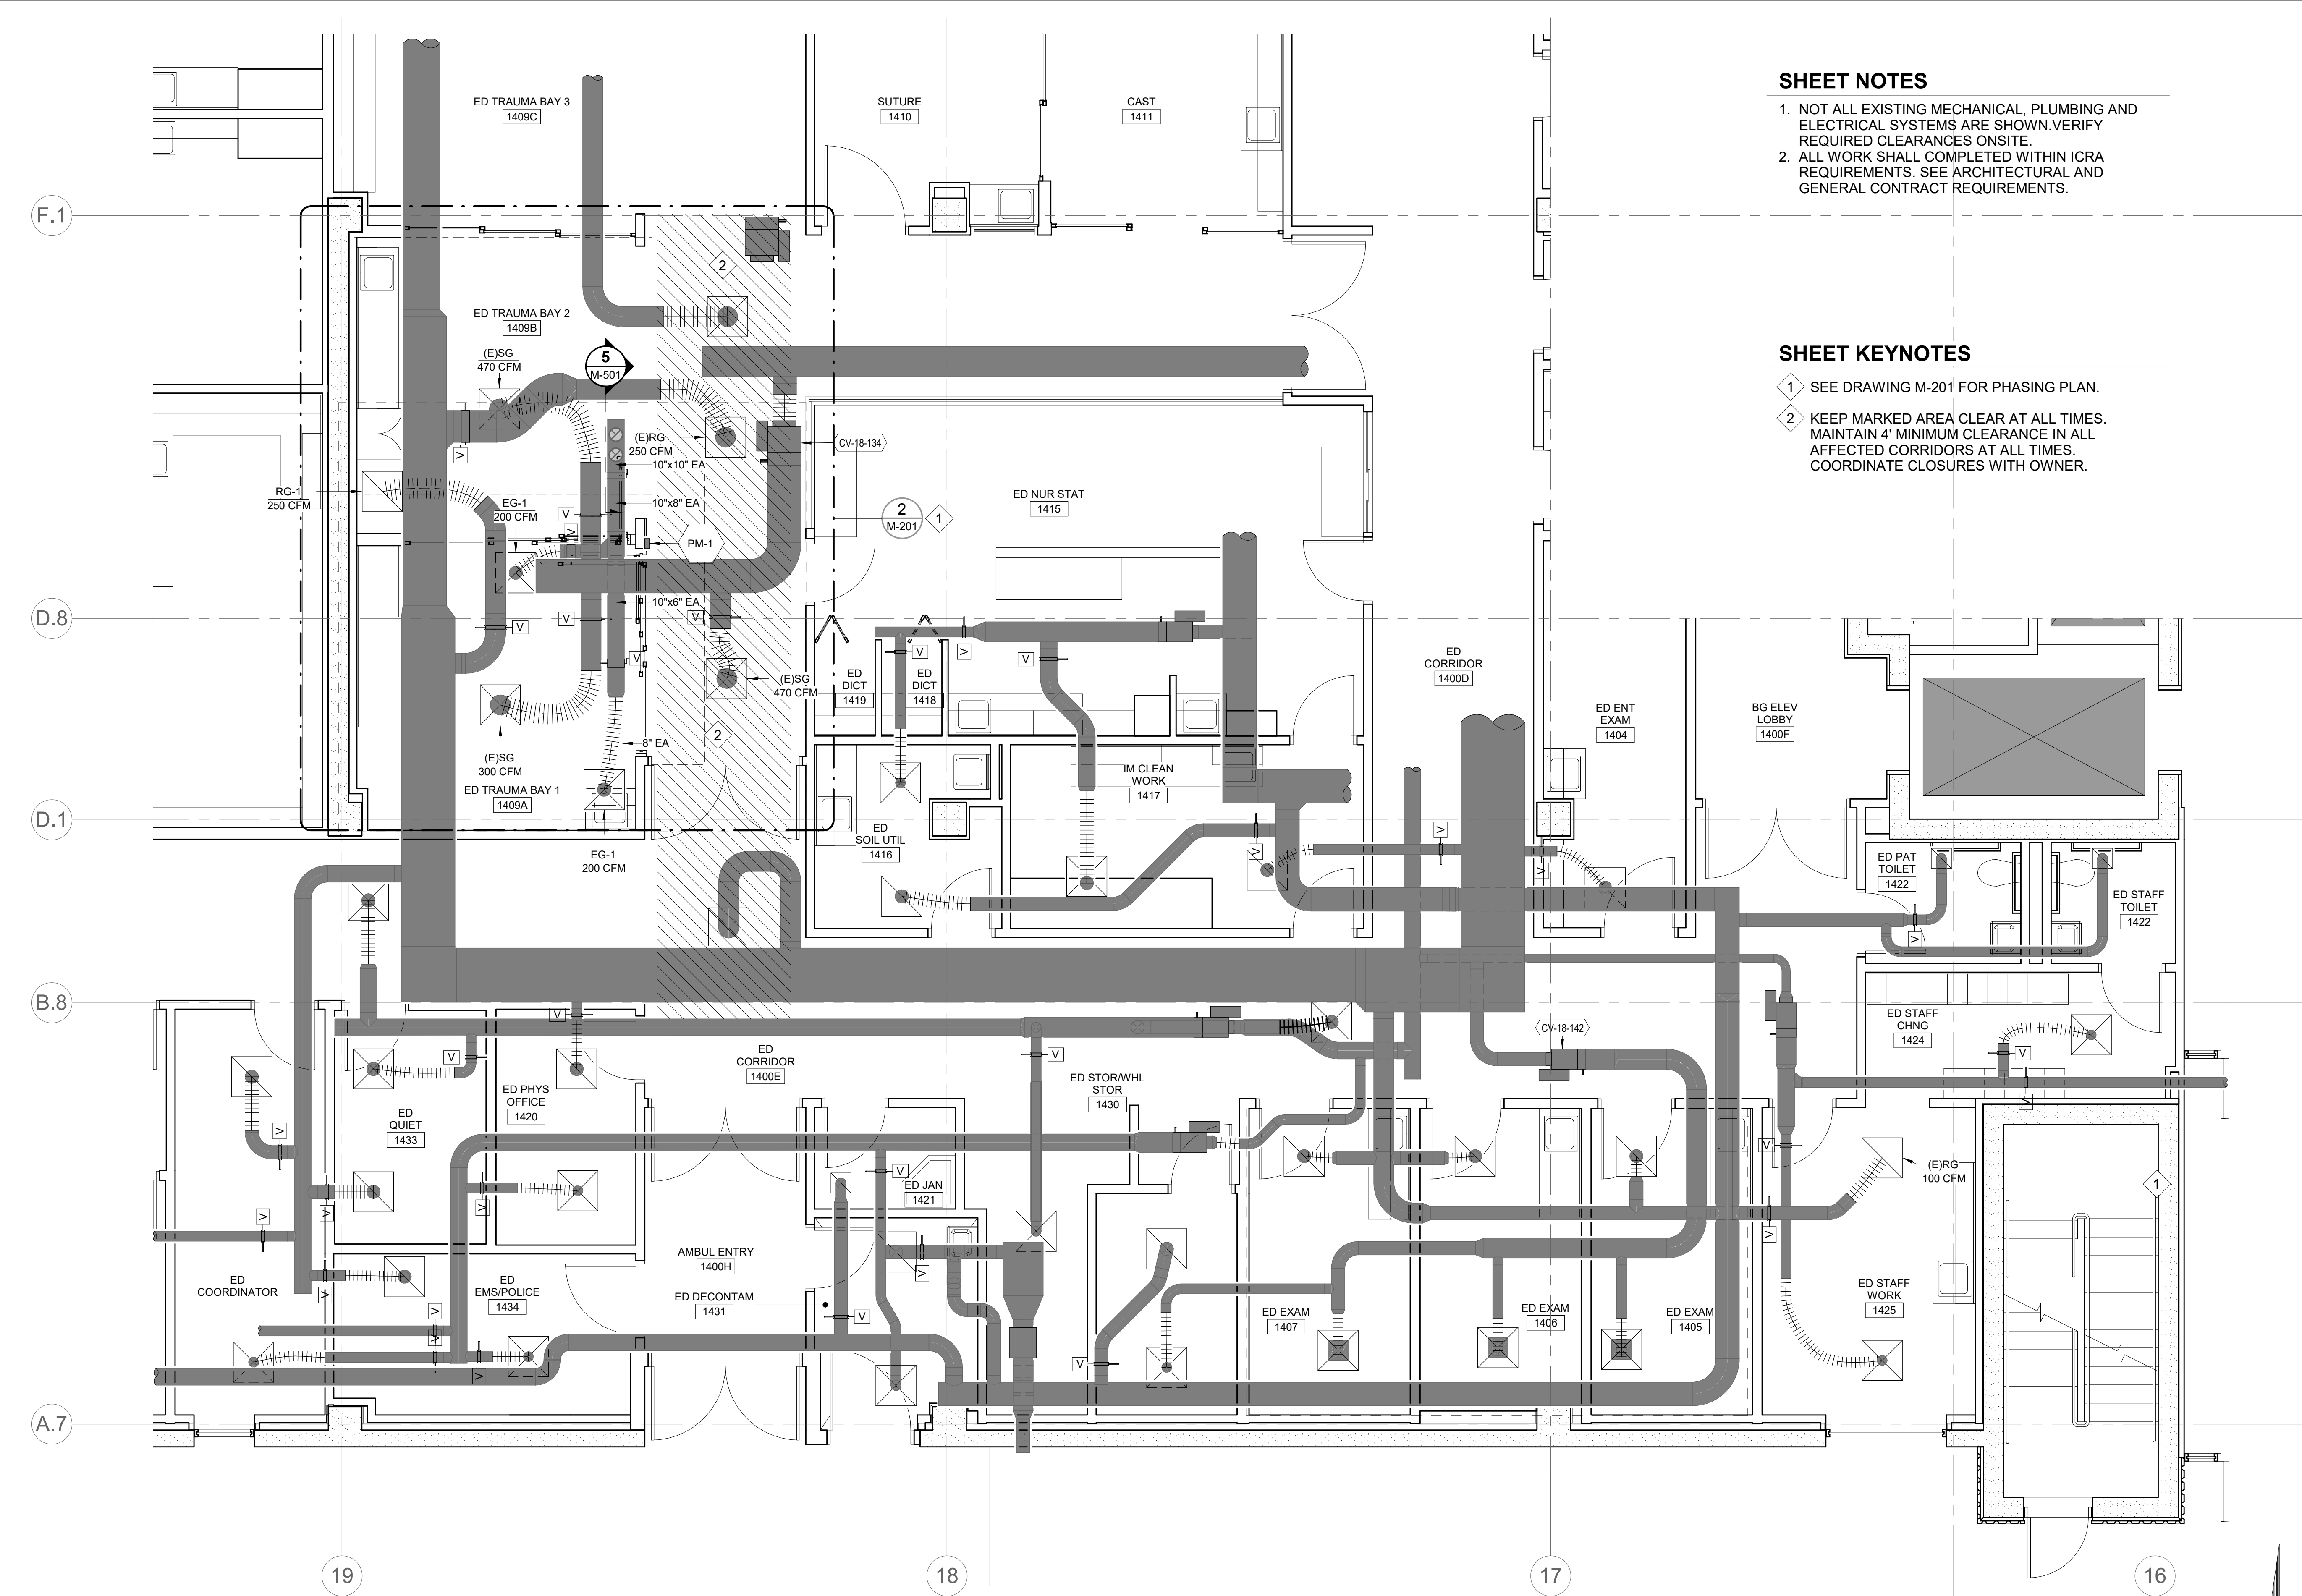 SHEET NOTES
1. NOT ALL EXISTING MECHANICAL, PLUMBING AND
ELECTRICAL SYSTEMS ARE SHOWN.VERIFY
REQUIRED CLEARANCES ONSITE.
2. ALL WORK SHALL COMPLETED WITHIN ICRA
REQUIREMENTS. SEE ARCHITECTURAL AND
GENERAL CONTRACT REQUIREMENTS.
SHEET KEYNOTES
1 SEE DRAWING M-201 FOR PHASING PLAN.
2 KEEP MARKED AREA CLEAR AT ALL TIMES.
MAINTAIN 4' MINIMUM CLEARANCE IN ALL
AFFECTED CORRIDORS AT ALL TIMES.
COORDINATE CLOSURES WITH OWNER.
ED TRAUMA BAY 3
1409C
SUTURE
1410
CAST
1411
F.1
2
ED TRAUMA BAY 2
1409B
(E)SG
470 CFM
5
M-501
V
(E)RG
250 CFM
CV-18-134
10"x10" EA
RG-1
250 CFM
EG-1
200 CFM
10"x8" EA
V
V
PM-1
2
M-201
1
ED NUR STAT
1415
10"x6" EA
D.8
V
V
V
V
V
V
V
(E)SG
470 CFM
ED
DICT
1419
ED
DICT
1418
ED
CORRIDOR
1400D
ED ENT
EXAM
1404
BG ELEV
LOBBY
1400F
2
8" EA
(E)SG
300 CFM
ED TRAUMA BAY 1
1409A
IM CLEAN
WORK
1417
D.1
ED
SOIL UTIL
1416
EG-1
200 CFM
V
V
V
ED PAT
TOILET
1422
ED STAFF
TOILET
1422
V
V
B.8
V
V
ED
CORRIDOR
1400E
V
CV-18-142
ED STAFF
CHNG
1424
V
V
ED STOR/WHL
STOR
1430
ED PHYS
OFFICE
1420
ED
QUIET
1433
V
V
V
ED JAN
1421
(E)RG
100 CFM
1
V
V
V
V
V
AMBUL ENTRY
1400H
ED
COORDINATOR
ED
EMS/POLICE
1434
V
ED DECONTAM
1431
V
V
V
V
V
ED EXAM
1407
ED EXAM
1406
ED EXAM
1405
ED STAFF
WORK
1425
A.7
19
18
17
16